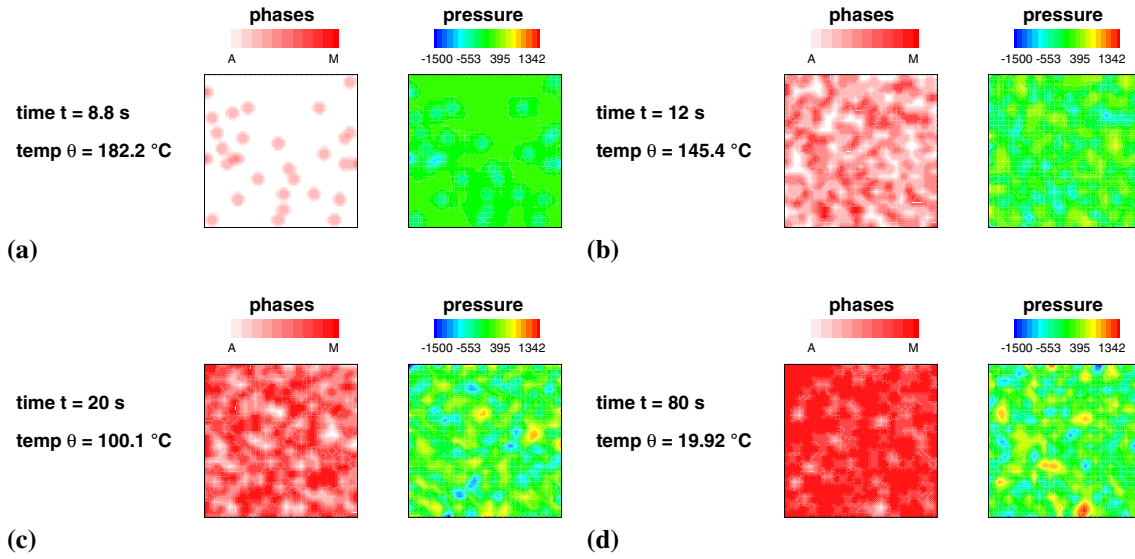 phases
A M
pressure
-1500 -553 395 1342
time t = 8.8 s
temp θ = 182.2 °C
(a)
phases
A M
pressure
-1500 -553 395 1342
time t = 12 s
temp θ = 145.4 °C
(b)
phases
A M
pressure
-1500 -553 395 1342
time t = 20 s
temp θ = 100.1 °C
(c)
phases
A M
pressure
-1500 -553 395 1342
time t = 80 s
temp θ = 19.92 °C
(d)